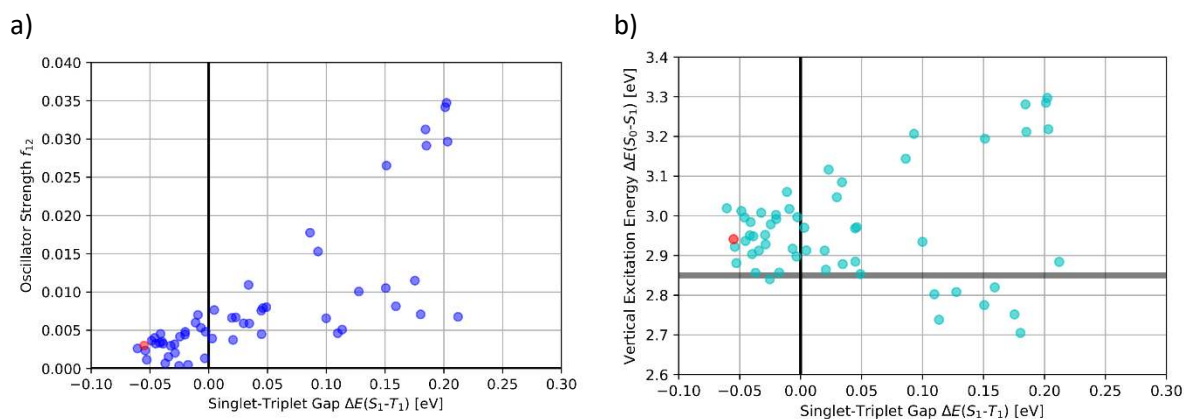 a)
0.040
0.035
0.030
0.025
0.020
0.015
0.010
0.005
0.000
Oscillator Strength f₁₂
−0.10 −0.05 0.00 0.05 0.10 0.15 0.20 0.25 0.30
Singlet-Triplet Gap ΔE(S₁-T₁) [eV]
b)
3.4
3.3
3.2
3.1
3.0
2.9
2.8
2.7
2.6
Vertical Excitation Energy ΔE(S₀-S₁) [eV]
−0.10 −0.05 0.00 0.05 0.10 0.15 0.20 0.25 0.30
Singlet-Triplet Gap ΔE(S₁-T₁) [eV]